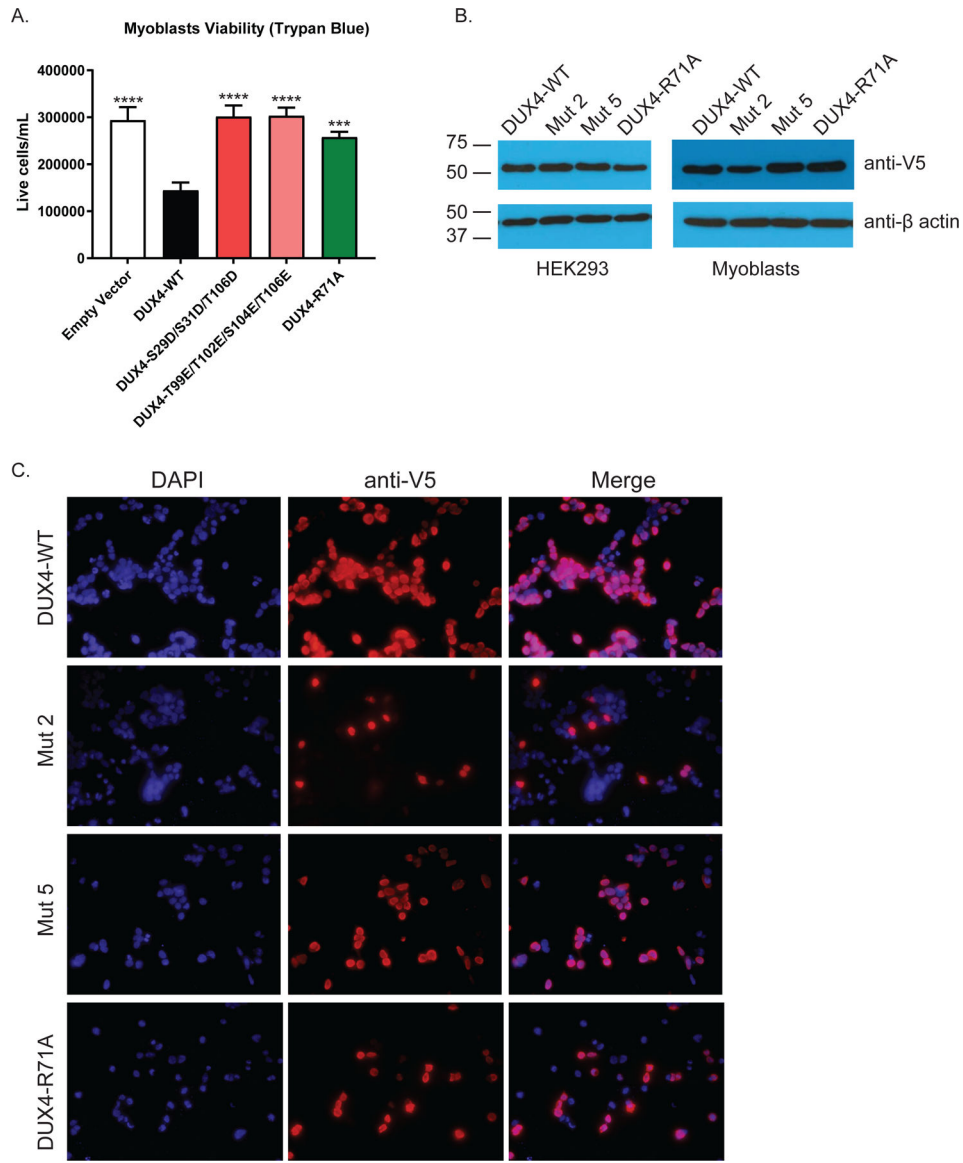 A.
Myoblasts Viability (Trypan Blue)
Live cells/mL
400000
300000
200000
100000
0
****
****
****
***
Empty Vector
DUX4-WT
DUX4-S29D/S31D/T106D
DUX4-T99E/T102E/S104E/T106E
DUX4-R71A
B.
DUX4-WT
Mut 2
Mut 5
DUX4-R71A
DUX4-WT
Mut 2
Mut 5
DUX4-R71A
75
50
anti-V5
50
37
anti-β actin
HEK293
Myoblasts
C.
DAPI
anti-V5
Merge
DUX4-WT
Mut 2
Mut 5
DUX4-R71A